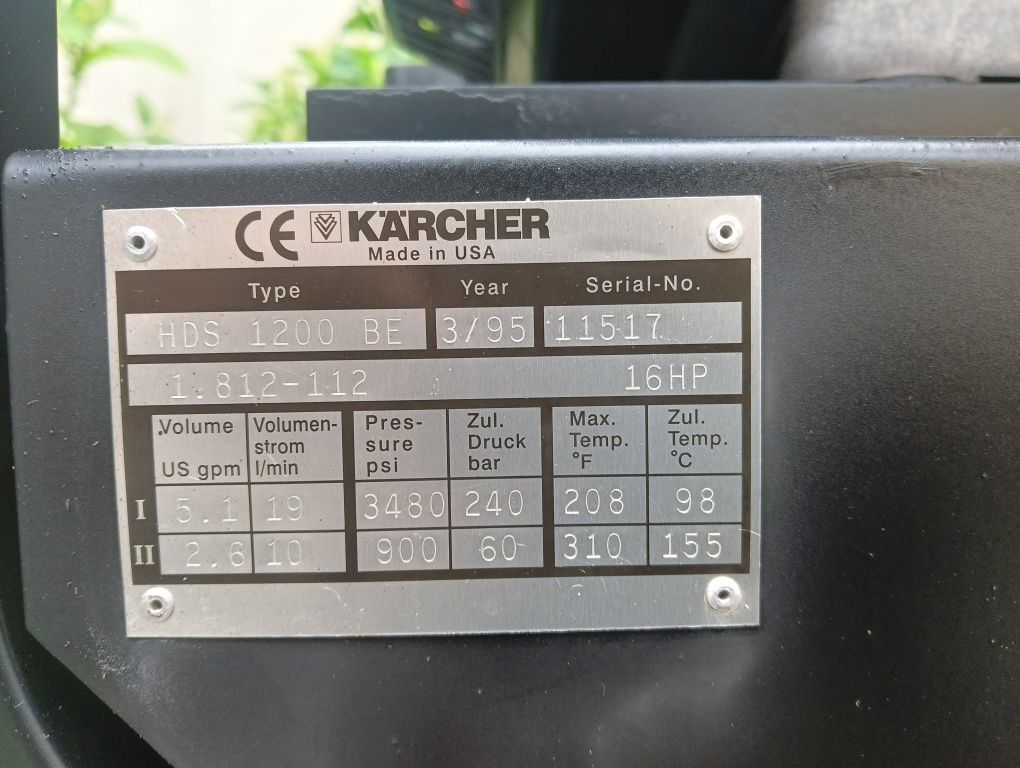 CE KÄRCHER
Made in USA
Type Year Serial-No.
HDS 1200 BE 3/95 11517
1.812-112 16HP
Volume Volumen- Pres- Zul. Max. Zul.
strom sure Druck Temp. Temp.
US gpm l/min psi bar °F °C
I 5.1 19 3480 240 208 98
II 2.6 10 900 60 310 155